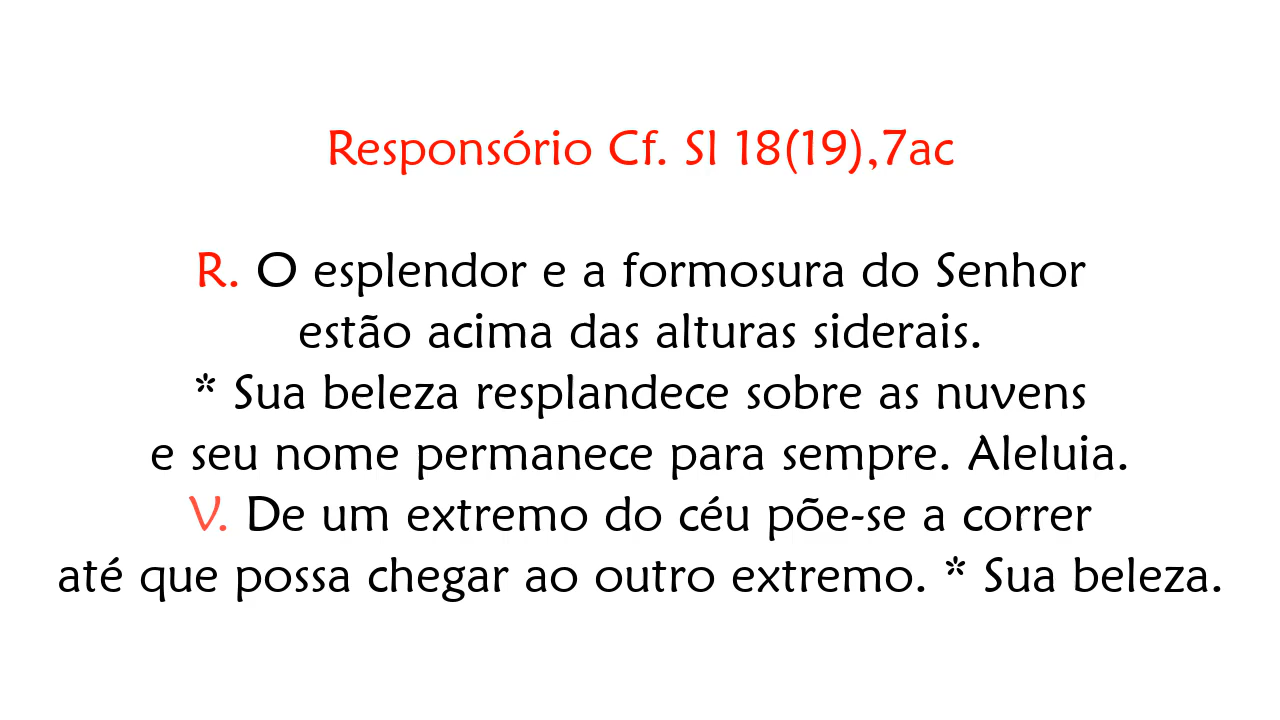 Responsório Cf. Sl 18(19),7ac
R. O esplendor e a formosura do Senhor
estão acima das alturas siderais.
* Sua beleza resplandece sobre as nuvens
e seu nome permanece para sempre. Aleluia.
V. De um extremo do céu põe-se a correr
até que possa chegar ao outro extremo. * Sua beleza.